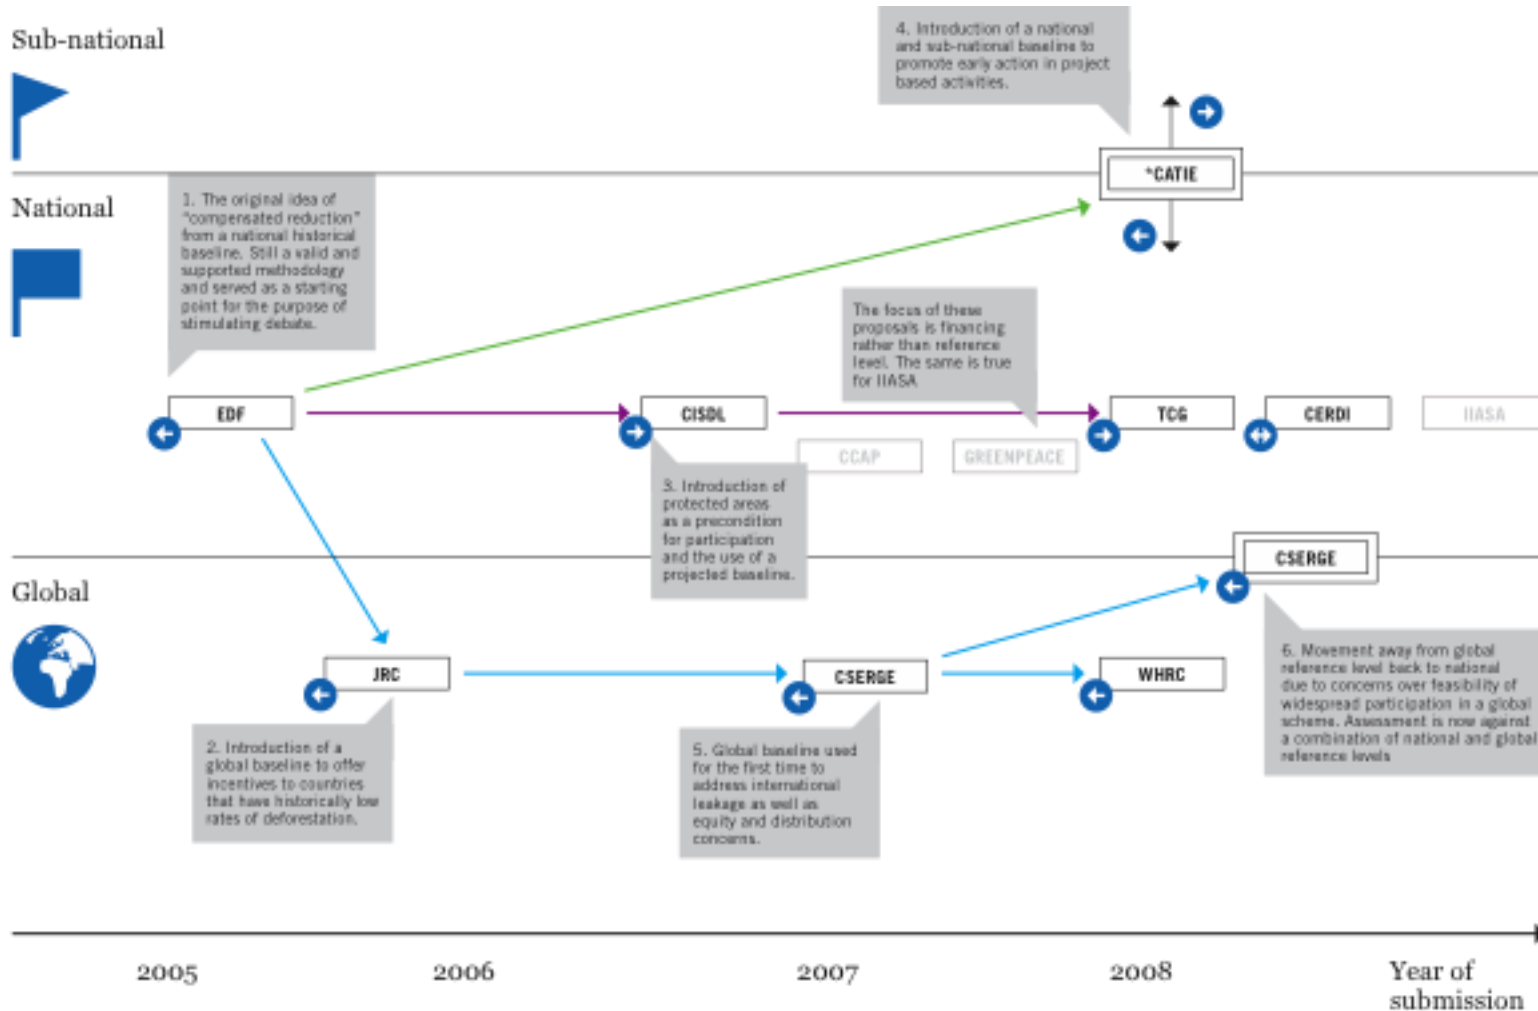 Sub-national
4. Introduction of a national
and sub-national baseline to
promote early action in project
based activities.
*CATIE
National
1. The original idea of
"compensated reduction"
from a national historical
baseline. Still a valid and
supported methodology
and served as a starting
point for the purpose of
stimulating debate.
The focus of these
proposals is financing
rather than reference
level. The same is true
for IIASA
EDF
CISDL
TCG
CERDI
IIASA
CCAP
GREENPEACE
3. Introduction of
protected areas
as a precondition
for participation
and the use of a
projected baseline.
CSERGE
Global
JRC
CSERGE
WHRC
6. Movement away from global
reference level back to national
due to concerns over feasibility of
widespread participation in a global
scheme. Assessment is now against
a combination of national and global
reference levels
2. Introduction of a
global baseline to offer
incentives to countries
that have historically low
rates of deforestation.
5. Global baseline used
for the first time to
address international
leakage as well as
equity and distribution
concerns.
2005
2006
2007
2008
Year of
submission